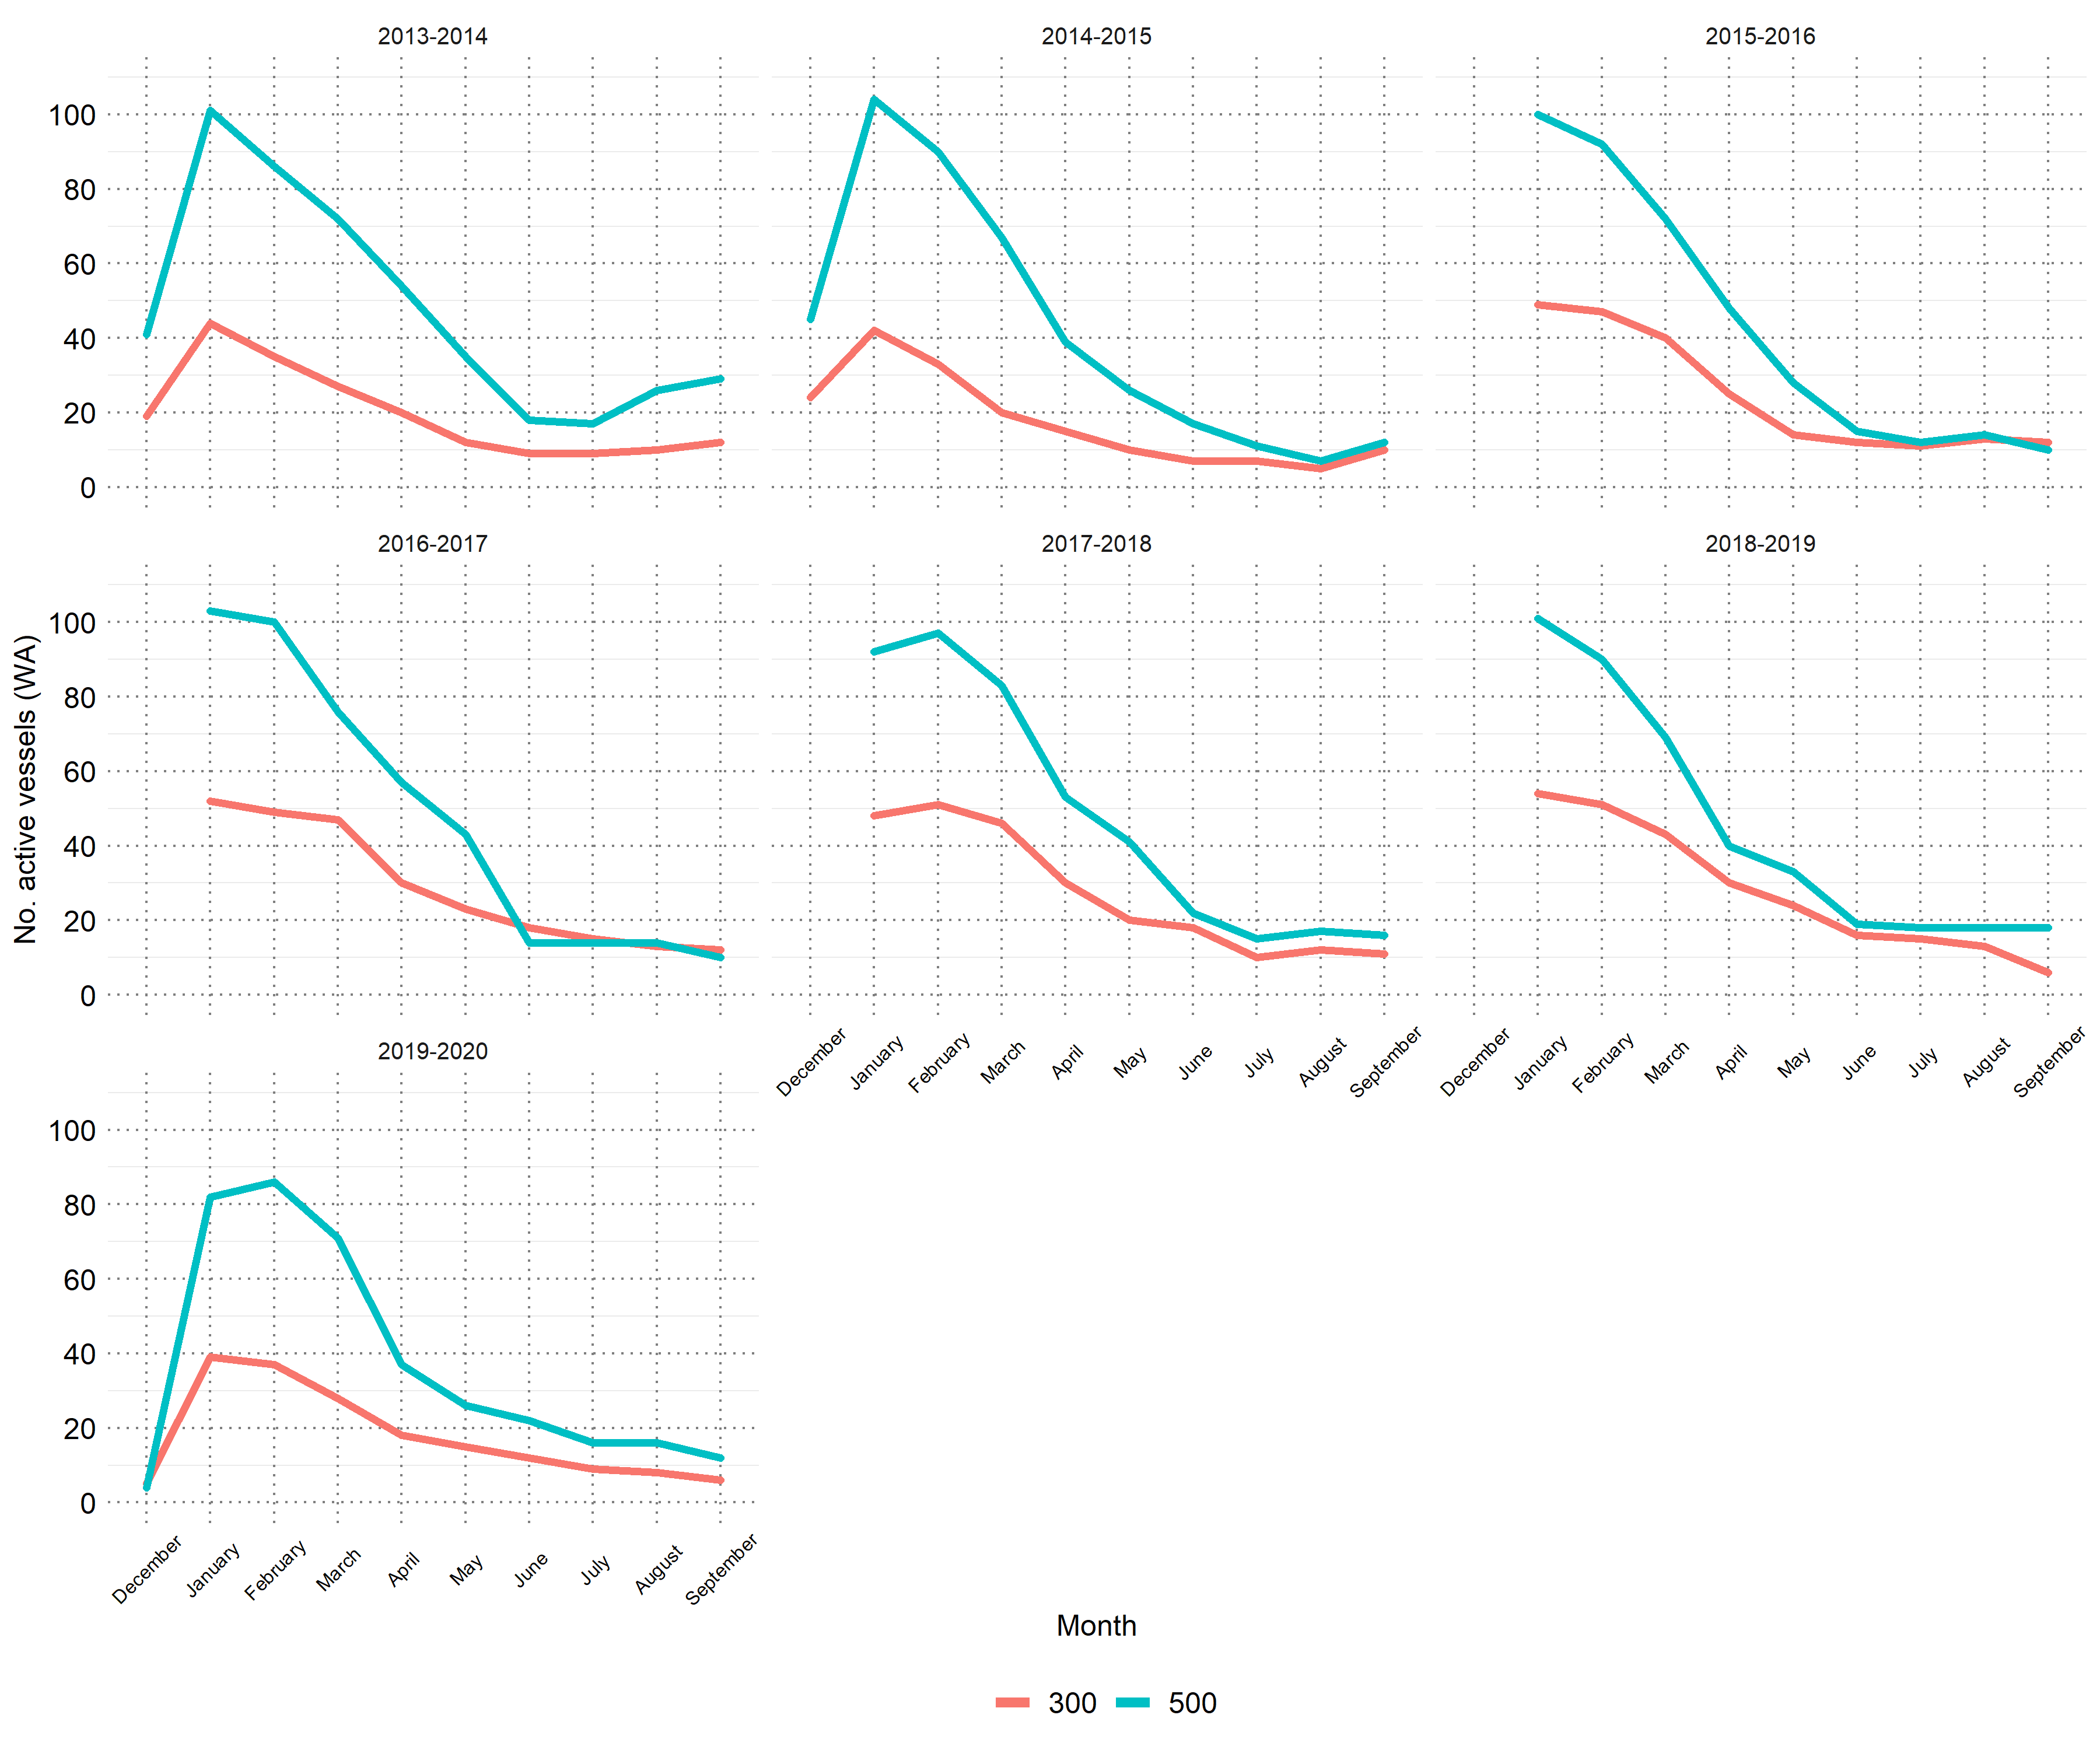 2013-2014
2014-2015
2015-2016
100
80
60
40
20
0
2016-2017
2017-2018
2018-2019
100
80
60
40
20
0
No. active vessels (WA)
December
January
February
March
April
May
June
July
August
September
December
January
February
March
April
May
June
July
August
September
2019-2020
100
80
60
40
20
0
December
January
February
March
April
May
June
July
August
September
Month
300
500